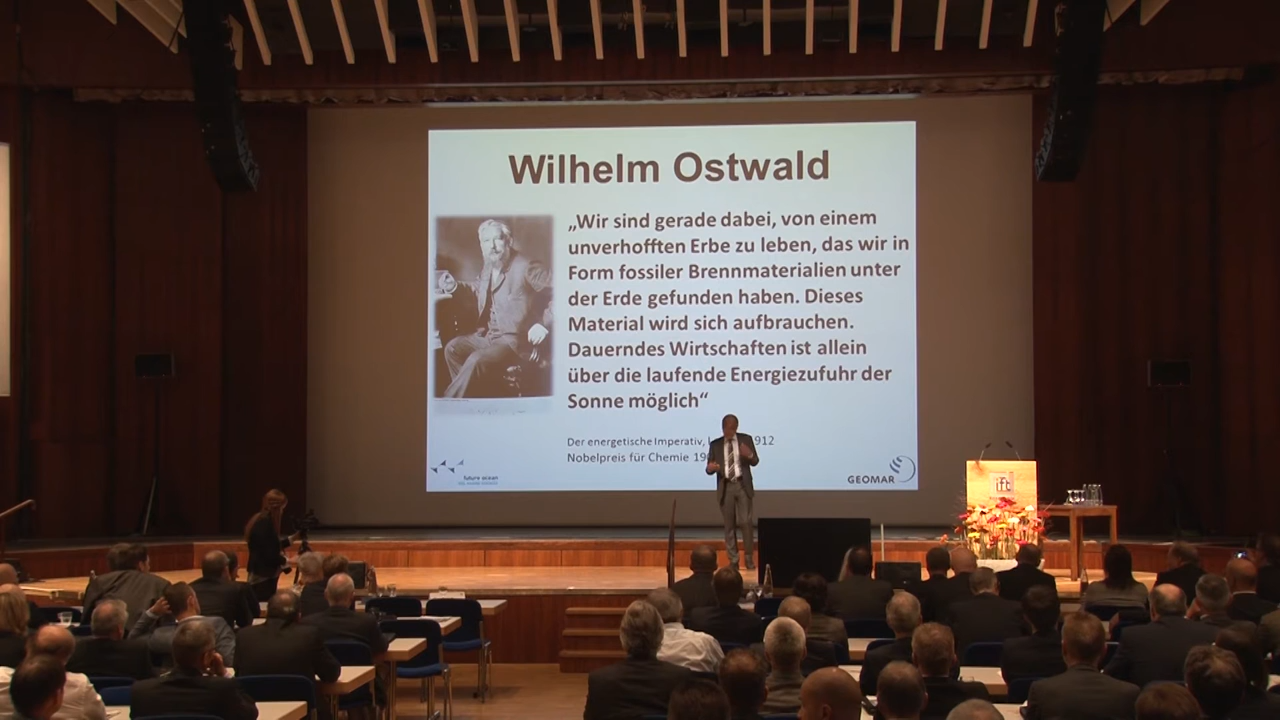 Wilhelm Ostwald
„Wir sind gerade dabei, von einem
unverhofften Erbe zu leben, das wir in
Form fossiler Brennmaterialien unter
der Erde gefunden haben. Dieses
Material wird sich aufbrauchen.
Dauerndes Wirtschaften ist allein
über die laufende Energiezufuhr der
Sonne möglich“
Der energetische Imperativ, 1912
Nobelpreis für Chemie
future ocean
GEOMAR
ift